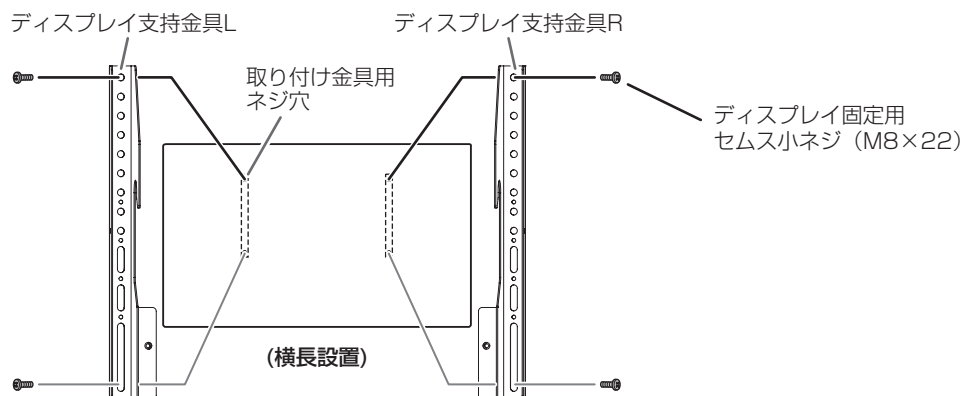 ディスプレイ支持金具L
ディスプレイ支持金具R
取り付け金具用
ネジ穴
ディスプレイ固定用
セムス小ネジ（M8×22）
(横長設置)